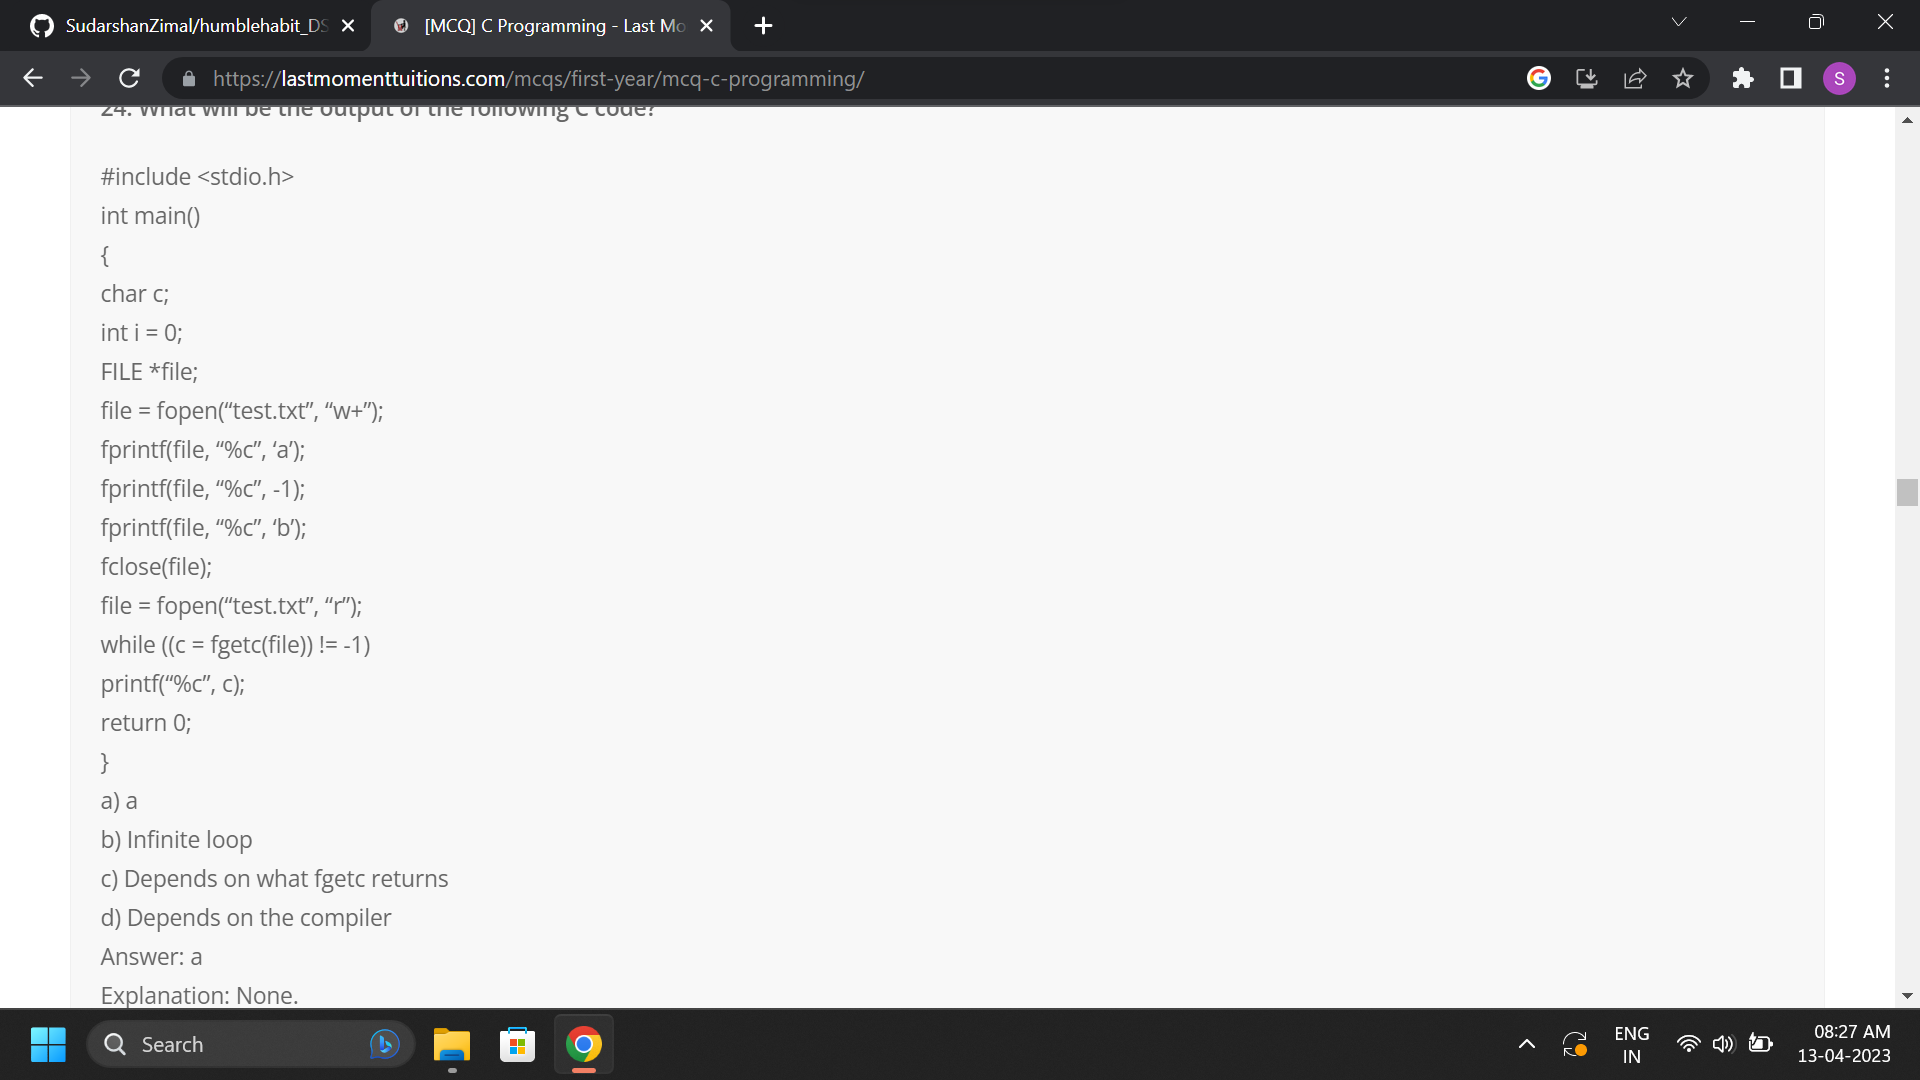 SudarshanZimal/humblehabit_DS
[MCQ] C Programming - Last Mo
https://lastmomenttuitions.com/mcqs/first-year/mcq-c-programming/
S
24. What will be the output of the following C code?
#include <stdio.h>
int main()
{
char c;
int i = 0;
FILE *file;
file = fopen(“test.txt”, “w+”);
fprintf(file, “%c”, ‘a’);
fprintf(file, “%c”, -1);
fprintf(file, “%c”, ‘b’);
fclose(file);
file = fopen(“test.txt”, “r”);
while ((c = fgetc(file)) != -1)
printf(“%c”, c);
return 0;
}
a) a
b) Infinite loop
c) Depends on what fgetc returns
d) Depends on the compiler
Answer: a
Explanation: None.
Search
ENG
IN
08:27 AM
13-04-2023